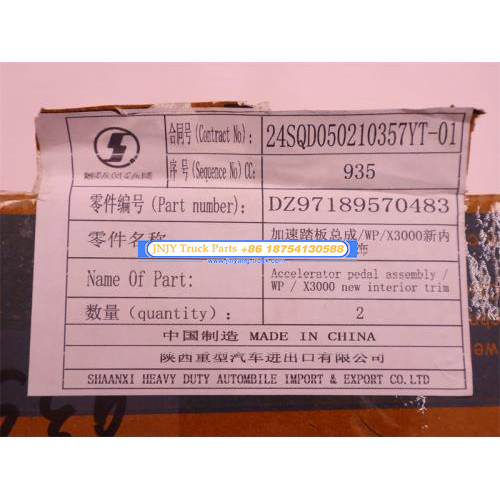 合同号(Contract No): 24SQD050210357YT-01
SHACMAN
序 号(Sequence No)CC: 935
零件编号(Part number): DZ97189570483
零件名称 加速踏板总成/WP/X3000新内饰
JNJY Truck Parts +86 18754130588
Name Of Part: Accelerator pedal assembly /
WP / X3000 new interior trim
数量(quantity): 2
中国制造 MADE IN CHINA
陕西重型汽车进出口有限公司
SHAANXI HEAVY DUTY AUTOMBILE IMPORT & EXPORT CO.LTD